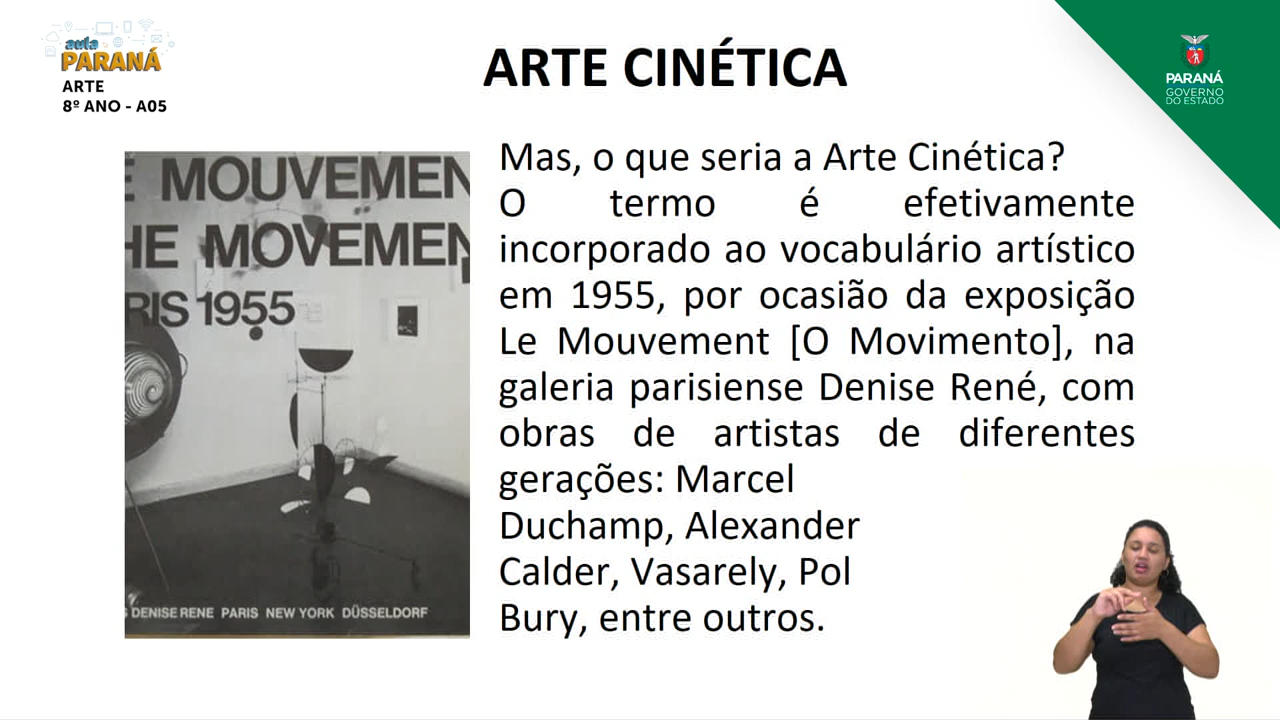 aula
PARANÁ
ARTE
8º ANO - A05
ARTE CINÉTICA
PARANÁ
GOVERNO
DO ESTADO
E MOUVEMEN
HE MOVEMEN
RIS 1955
DENISE RENE PARIS NEW YORK DÜSSELDORF
Mas, o que seria a Arte Cinética?
O termo é efetivamente
incorporado ao vocabulário artístico
em 1955, por ocasião da exposição
Le Mouvement [O Movimento], na
galeria parisiense Denise René, com
obras de artistas de diferentes
gerações: Marcel
Duchamp, Alexander
Calder, Vasarely, Pol
Bury, entre outros.